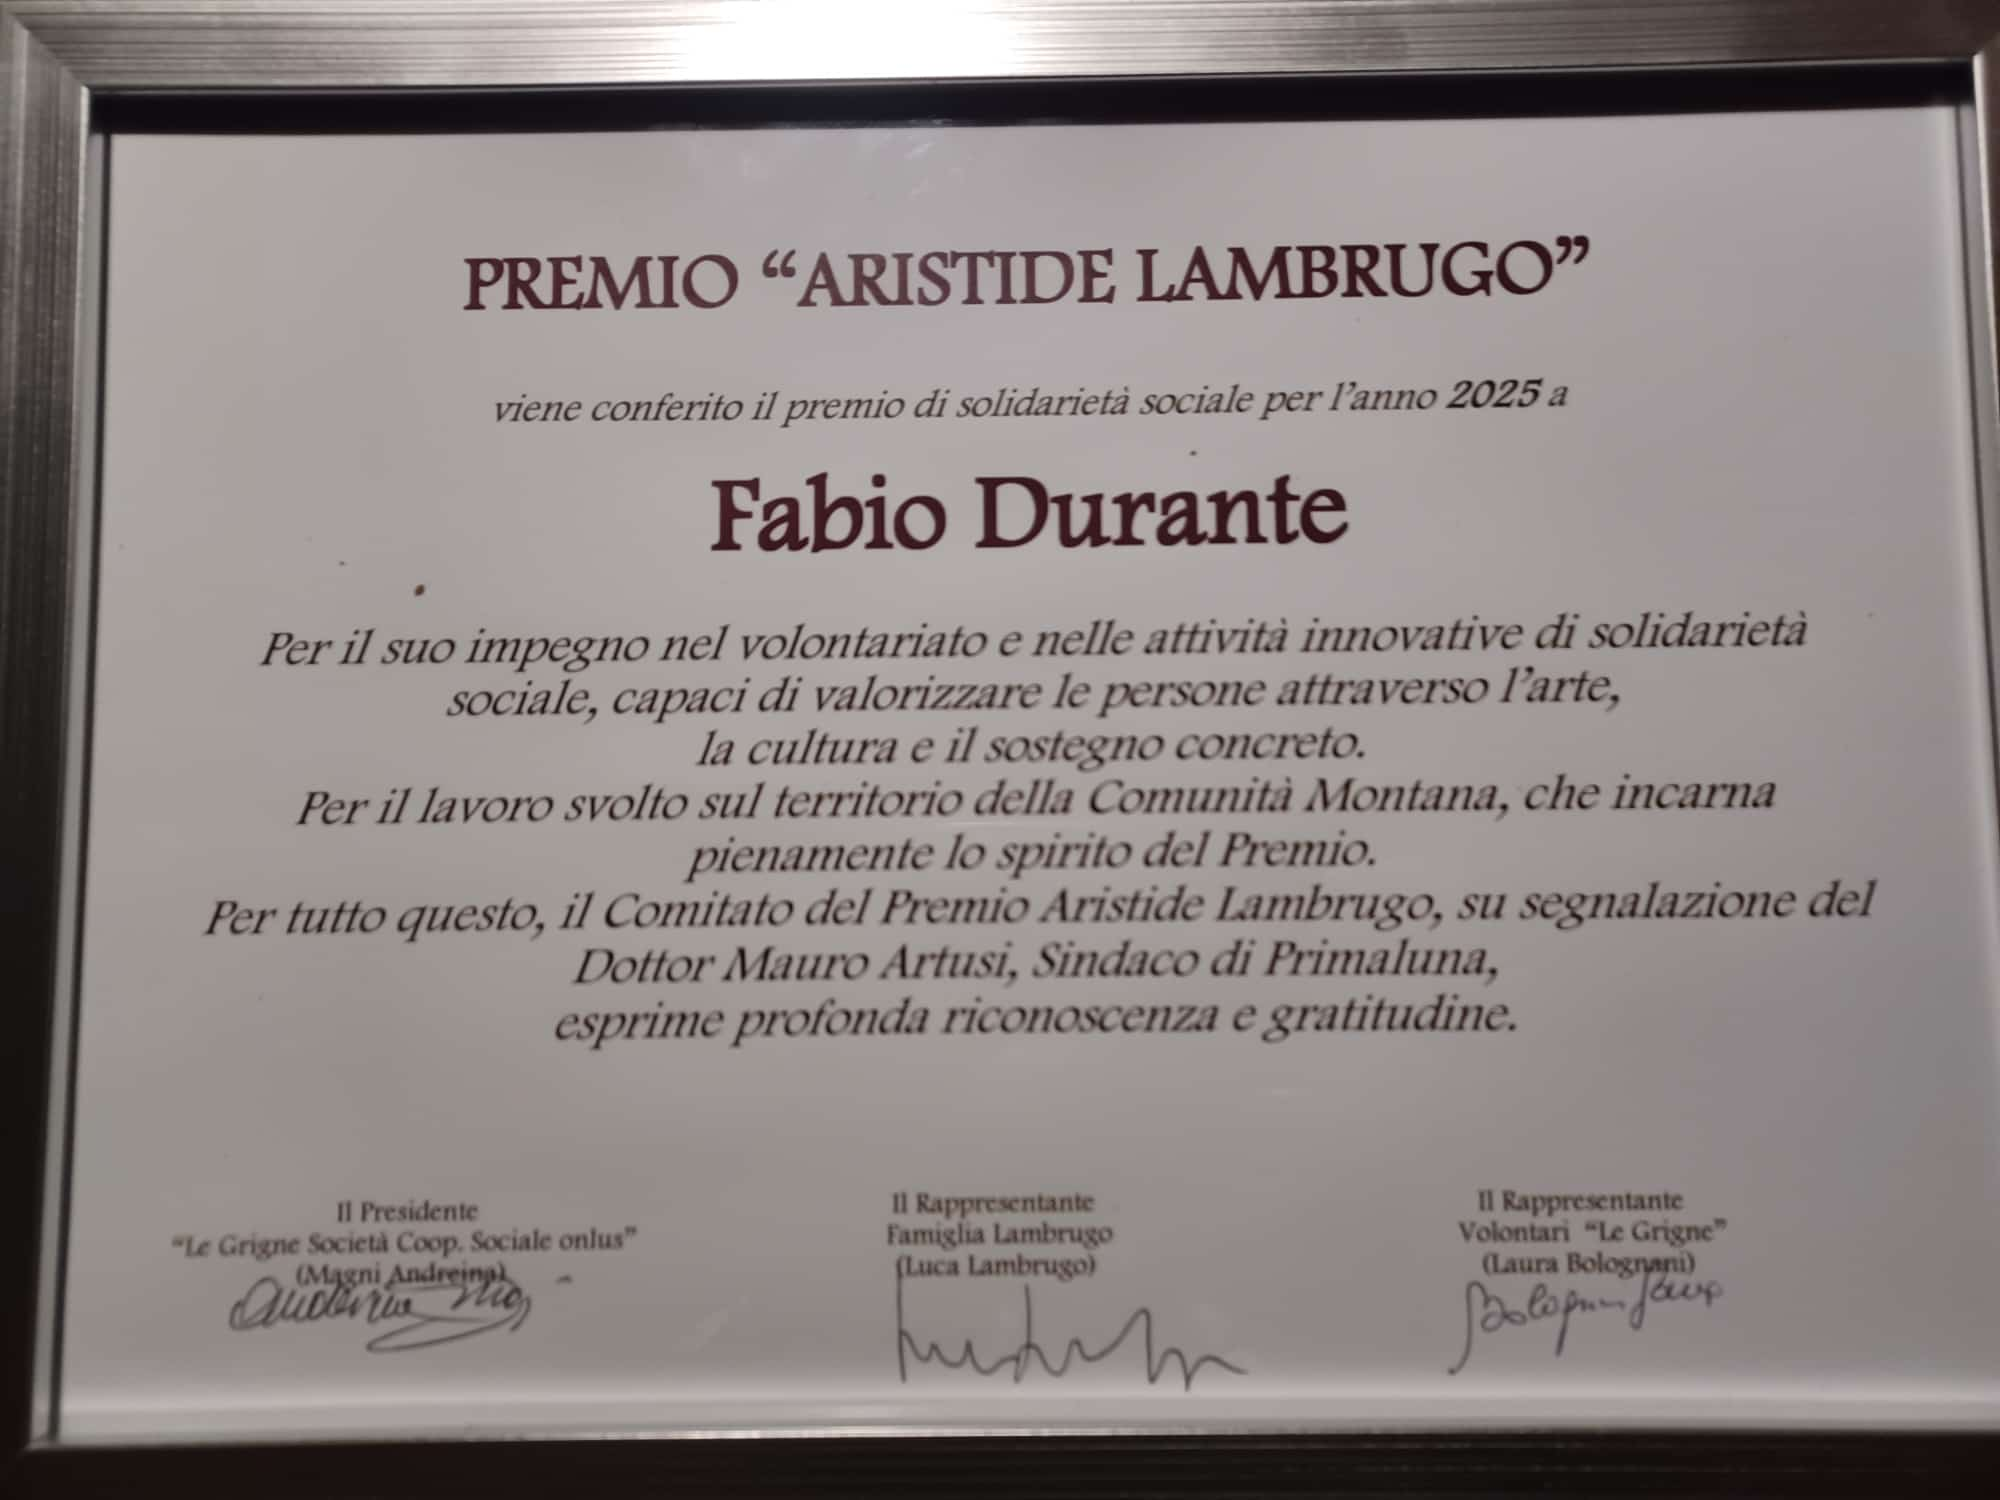 PREMIO “ARISTIDE LAMBRUGO”
viene conferito il premio di solidarietà sociale per l’anno 2025 a
Fabio Durante
Per il suo impegno nel volontariato e nelle attività innovative di solidarietà
sociale, capaci di valorizzare le persone attraverso l’arte,
la cultura e il sostegno concreto.
Per il lavoro svolto sul territorio della Comunità Montana, che incarna
pienamente lo spirito del Premio.
Per tutto questo, il Comitato del Premio Aristide Lambrugo, su segnalazione del
Dottor Mauro Artusi, Sindaco di Primaluna,
esprime profonda riconoscenza e gratitudine.
Il Presidente
“Le Grigne Società Coop. Sociale onlus”
(Magni Andreina)
Il Rappresentante
Famiglia Lambrugo
(Luca Lambrugo)
Il Rappresentante
Volontari “Le Grigne”
(Laura Bolognani)